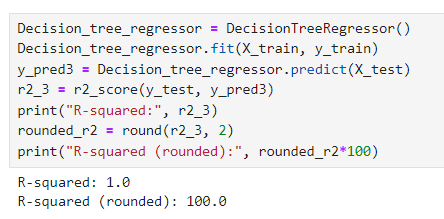 Decision_tree_regressor = DecisionTreeRegressor()
Decision_tree_regressor.fit(X_train, y_train)
y_pred3 = Decision_tree_regressor.predict(X_test)
r2_3 = r2_score(y_test, y_pred3)
print("R-squared:", r2_3)
rounded_r2 = round(r2_3, 2)
print("R-squared (rounded):", rounded_r2*100)
R-squared: 1.0
R-squared (rounded): 100.0